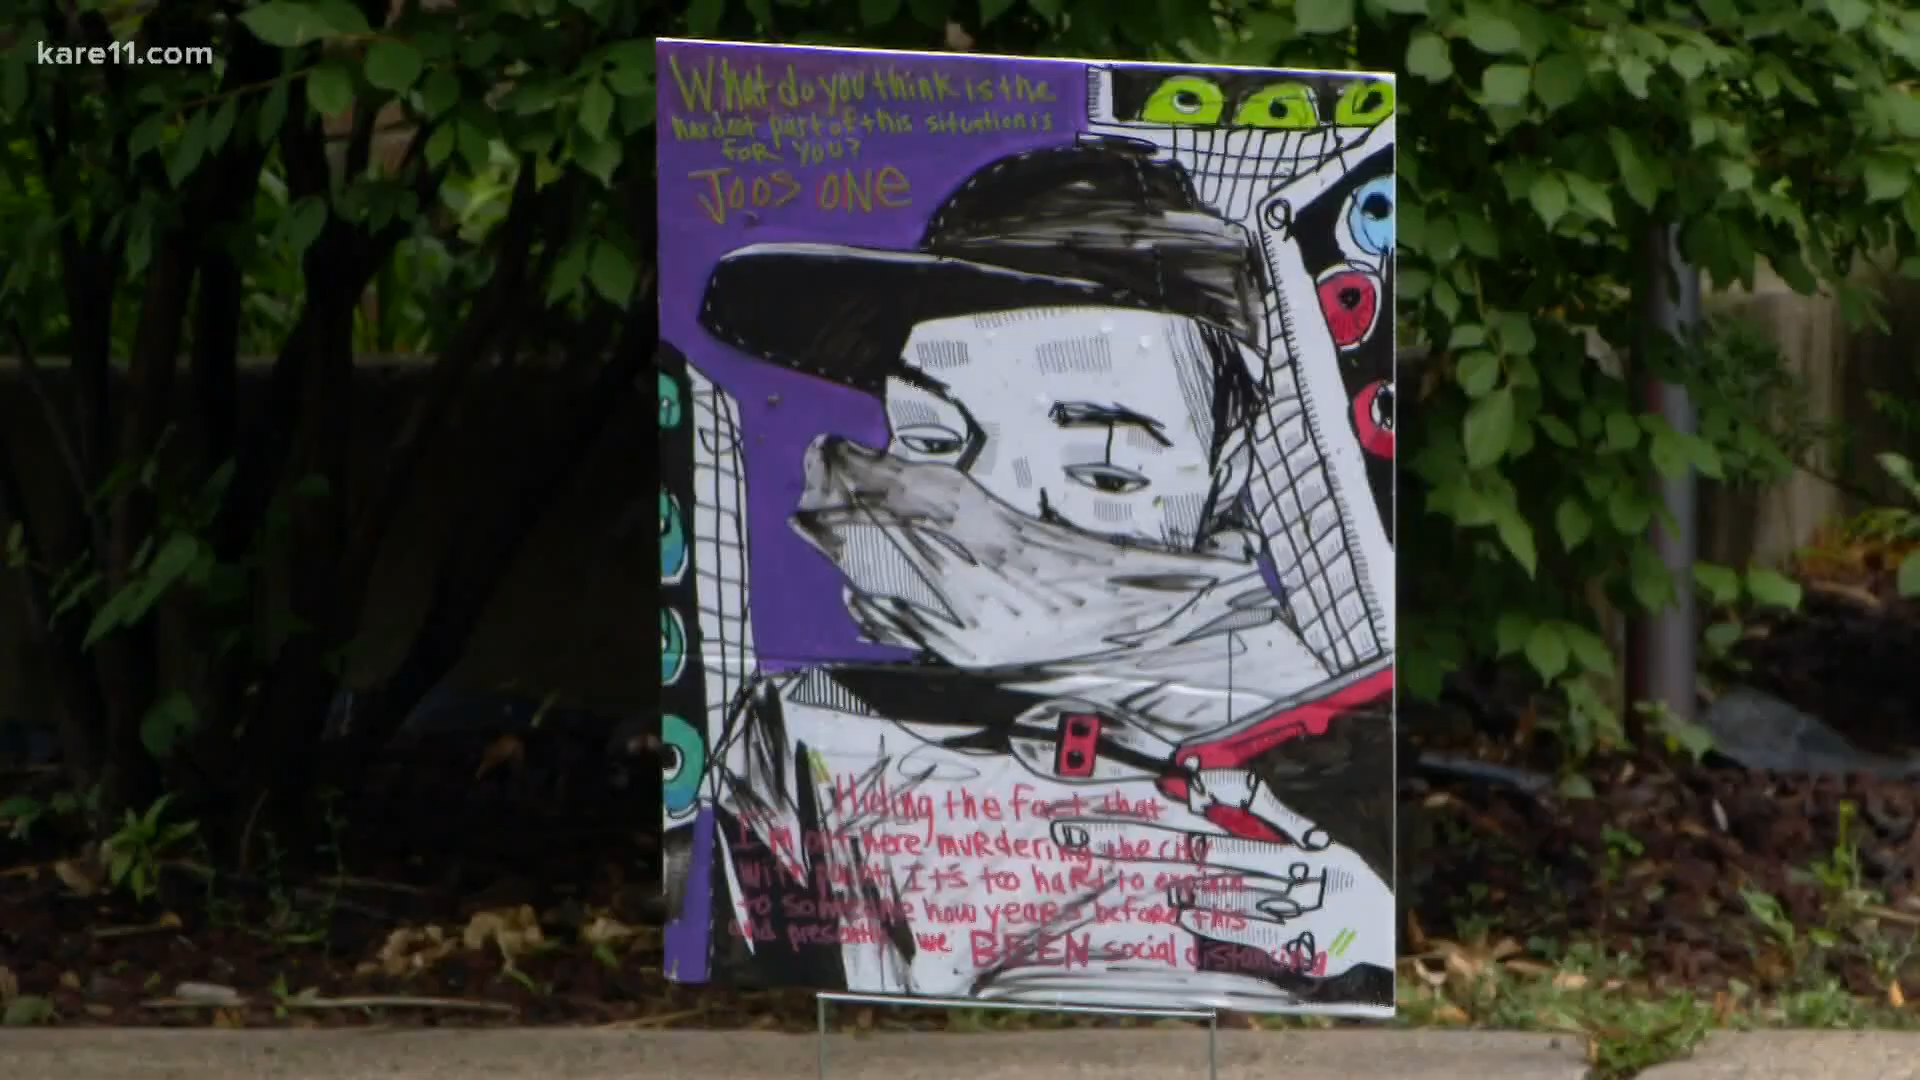 kare11.com
What do you think is the
hardest part of this situation is
FOR YOU?
JOOS ONE
"Hiding the fact that
I'm out here murdering the city
with paint. It's too hard to explain
to someone how years before this
and presently we BEEN social distancing"